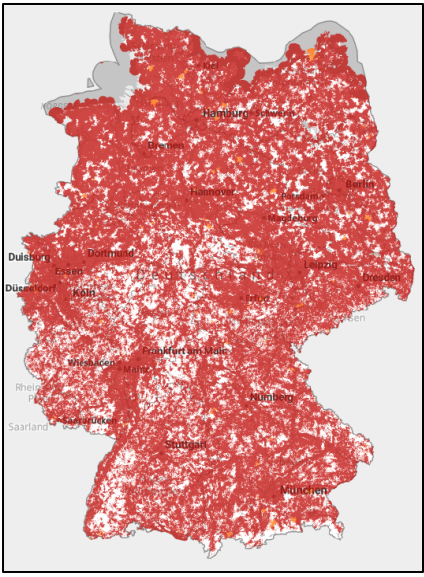 Kiel
Hamburg
Schwerin
Bremen
Hannover
Berlin
Potsdam
Magdeburg
Duisburg
Dortmund
Essen
Düsseldorf
Köln
Deutschland
Leipzig
Dresden
Erfurt
Frankfurt am Main
Wiesbaden
Mainz
Nürnberg
Saarland
Saarbrücken
Stuttgart
München